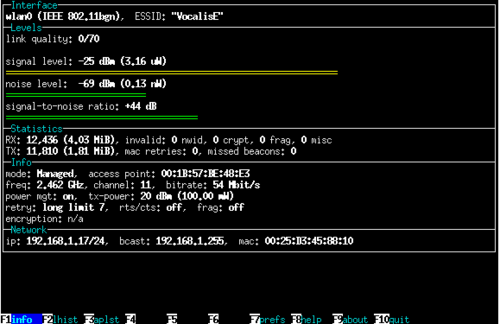 Interface
wlan0 (IEEE 802.11bgn), ESSID: "VocalisE"
Levels
link quality: 0/70
signal level: -25 dBm (3.16 uW)
noise level: -69 dBm (0.13 nW)
signal-to-noise ratio: +44 dB
Statistics
RX: 12,436 (4.03 MiB), invalid: 0 nwid, 0 crypt, 0 frag, 0 misc
TX: 11,810 (1.81 MiB), mac retries: 0, missed beacons: 0
Info
mode: Managed, access point: 00:1B:57:BE:48:E3
freq: 2.462 GHz, channel: 11, bitrate: 54 Mbit/s
power mgt: on, tx-power: 20 dBm (100.00 mW)
retry: long limit 7, rts/cts: off, frag: off
encryption: n/a
Network
ip: 192.168.1.17/24, bcast: 192.168.1.255, mac: 00:25:D3:45:88:10
F1info F2lhist F3aplst F4 F5 F6 F7prefs F8help F9about F10quit